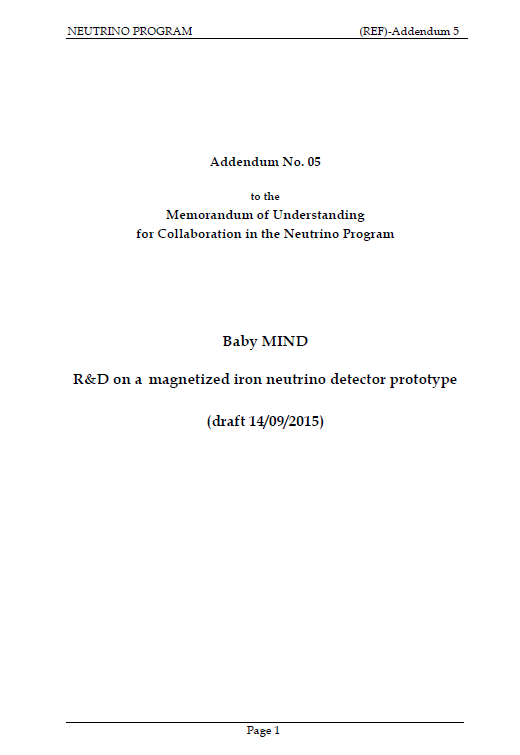 NEUTRINO PROGRAM (REF)-Addendum 5
Addendum No. 05
to the
Memorandum of Understanding
for Collaboration in the Neutrino Program
Baby MIND
R&D on a magnetized iron neutrino detector prototype
(draft 14/09/2015)
Page 1